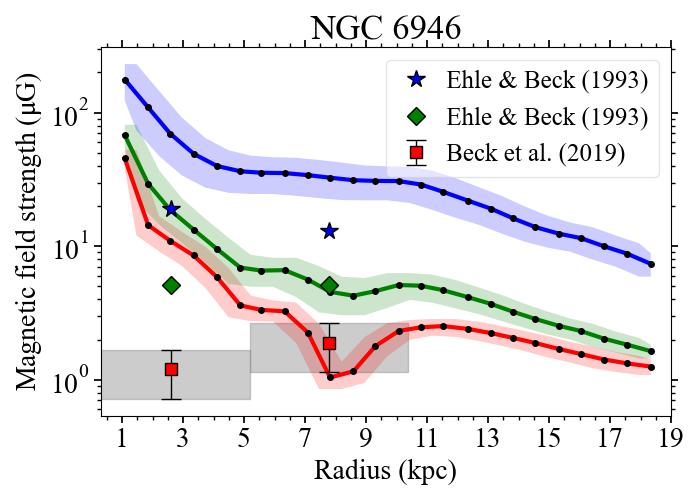 NGC 6946
Ehle & Beck (1993)
Ehle & Beck (1993)
Beck et al. (2019)
Magnetic field strength (μG)
10²
10¹
10⁰
1 3 5 7 9 11 13 15 17 19
Radius (kpc)